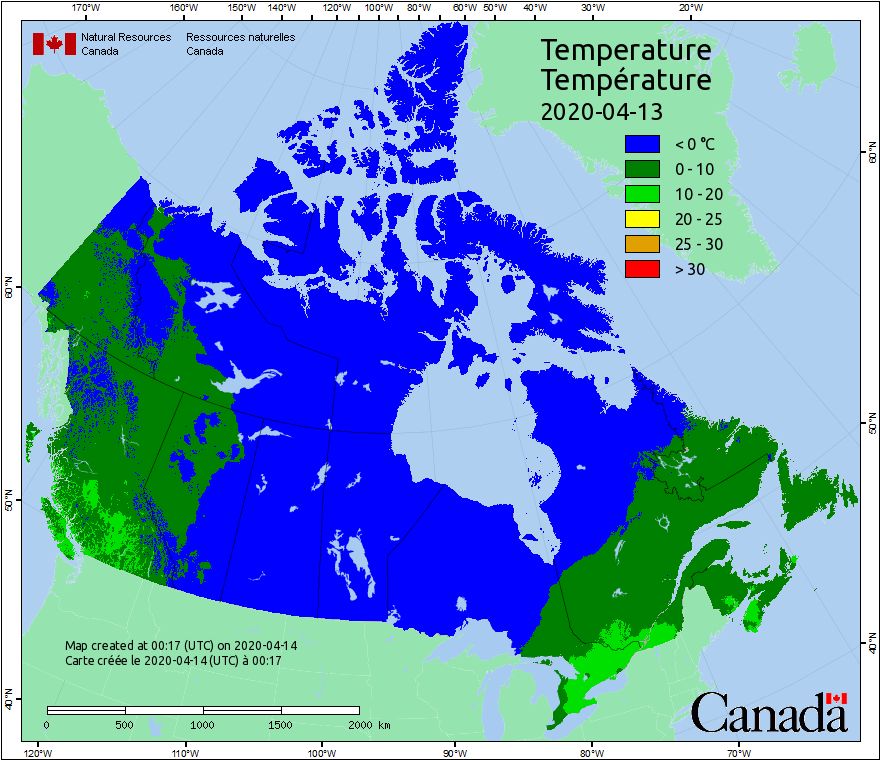 170°W 160°W 150°W 140°W 130°W 120°W 110°W 100°W 90°W 80°W 70°W 60°W 50°W 40°W 30°W 20°W
Natural Resources Ressources naturelles
Canada Canada
Temperature
Température
2020-04-13
< 0 °C
0 - 10
10 - 20
20 - 25
25 - 30
> 30
60°N
60°N
50°N
50°N
40°N
40°N
Map created at 00:17 (UTC) on 2020-04-14
Carte créée le 2020-04-14 (UTC) à 00:17
0 500 1000 1500 2000 km
Canada
120°W 110°W 100°W 90°W 80°W 70°W